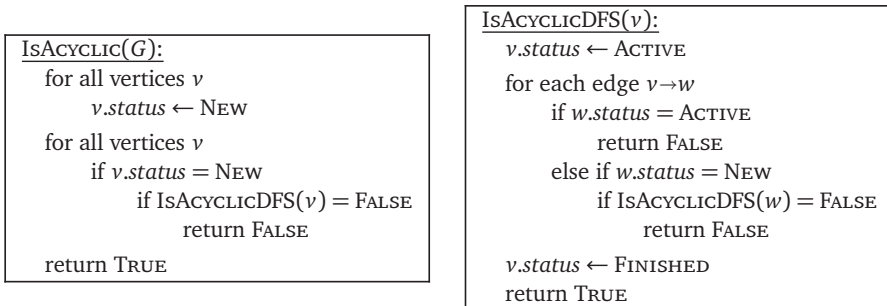 IsAcyclic(G):
for all vertices v
v.status ← New
for all vertices v
if v.status = New
if IsAcyclicDFS(v) = False
return False
return True
IsAcyclicDFS(v):
v.status ← Active
for each edge v→w
if w.status = Active
return False
else if w.status = New
if IsAcyclicDFS(w) = False
return False
v.status ← Finished
return True